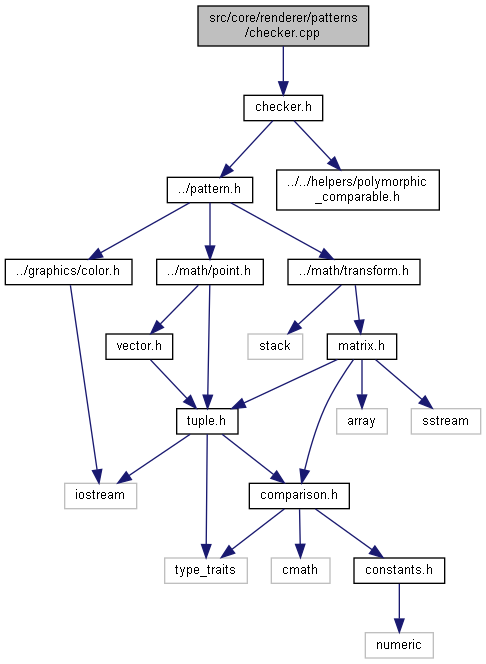 src/core/renderer/patterns
/checker.cpp
checker.h
../pattern.h
../../helpers/polymorphic
_comparable.h
../graphics/color.h
../math/point.h
../math/transform.h
vector.h
stack
matrix.h
tuple.h
array
sstream
iostream
comparison.h
type_traits
cmath
constants.h
numeric